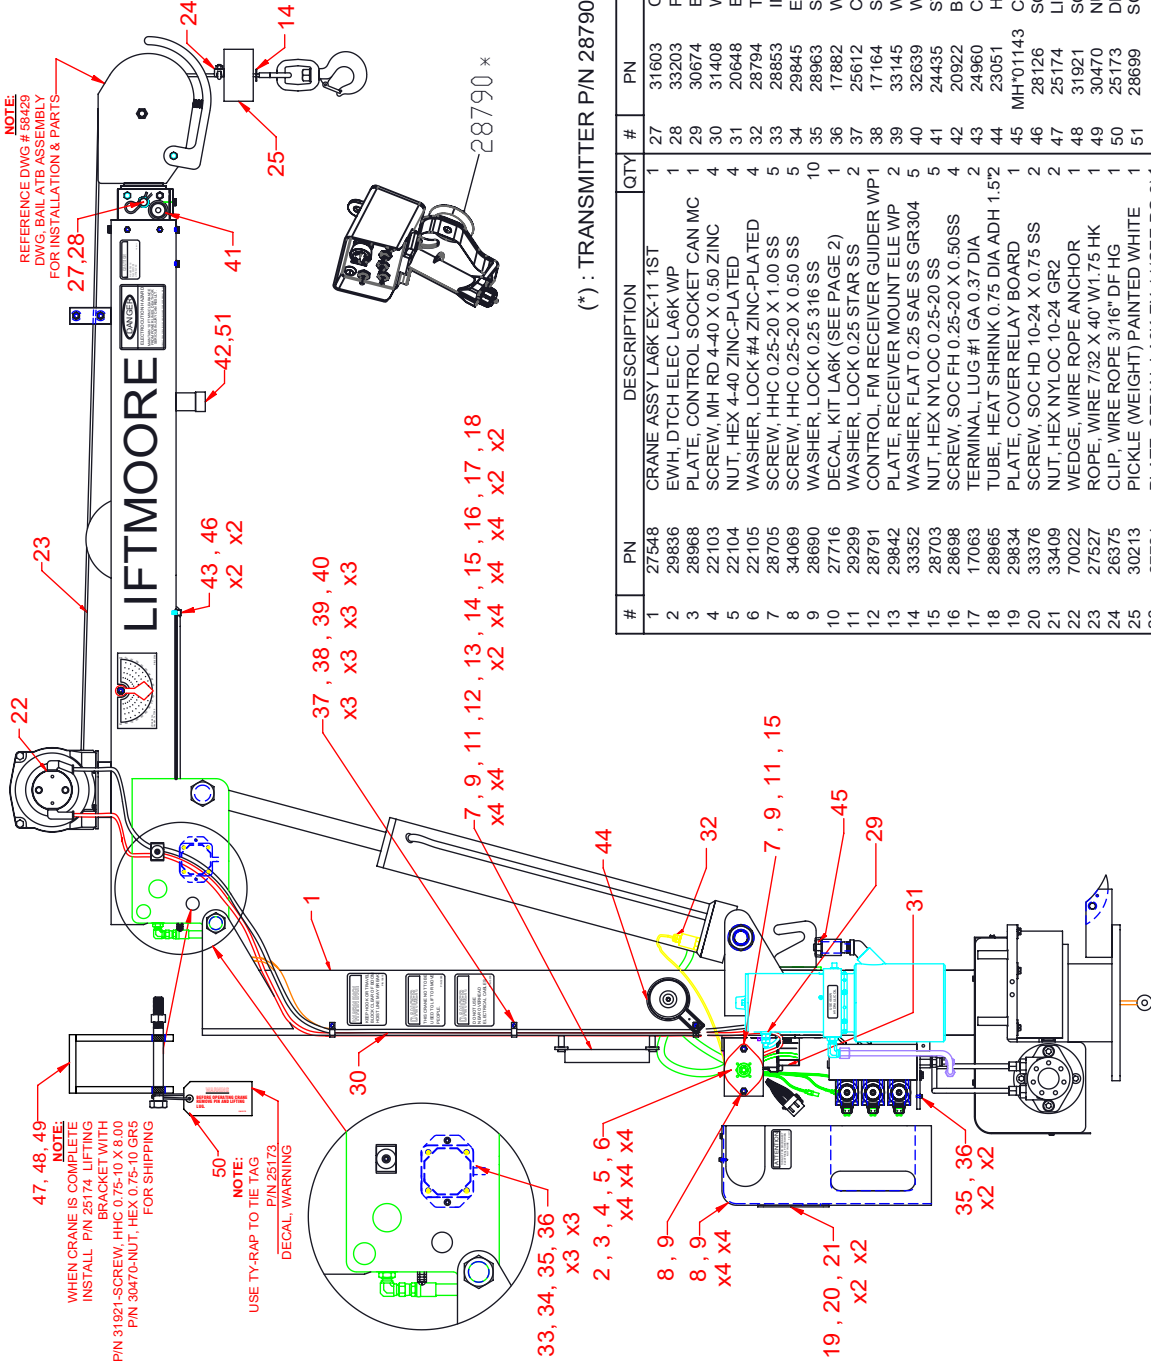 NOTE:
REFERENCE DWG # 58429
DWG, BAIL ATB ASSEMBLY
FOR INSTALLATION & PARTS
24
14
25
27,28
41
42,51
23
22
LIFTMOORE
DANGER
43 , 46
x2 x2
28790 *
(*) : TRANSMITTER P/N 28790
37 , 38 , 39 , 40
x3 x3 x3 x3
7 , 9 , 11 , 12 , 13 , 14 , 15 , 16 , 17 , 18
x4 x4 x2 x4 x4 x4 x2 x2
1
44
32
7 , 9 , 11 , 15
45
29
31
30
47, 48, 49
NOTE:
WHEN CRANE IS COMPLETE
INSTALL P/N 25174 LIFTING
BRACKET WITH
P/N 31921-SCREW, HHC 0.75-10 X 8.00
P/N 30470-NUT, HEX 0.75-10 GR5
FOR SHIPPING
BEFORE OPERATING CRANE
REMOVE PIN AND LIFTING
LUG.
50
NOTE:
USE TY-RAP TO TIE TAG
P/N 25173
DECAL, WARNING
DANGER
DANGER
33, 34, 35, 36
x3 x3
2 , 3 , 4 , 5 , 6
x4 x4 x4
8 , 9
8 , 9
x4 x4
19 , 20 , 21
x2 x2
35 , 36
x2 x2
# PN DESCRIPTION QTY # PN
1 27548 CRANE ASSY LA6K EX-11 1ST 1 27 31603
2 29836 EWH, DTCH ELEC LA6K WP 1 28 33203
3 28968 PLATE, CONTROL SOCKET CAN MC 1 29 30674
4 22103 SCREW, MH RD 4-40 X 0.50 ZINC 4 30 31408
5 22104 NUT, HEX 4-40 ZINC-PLATED 4 31 20648
6 22105 WASHER, LOCK #4 ZINC-PLATED 4 32 28794
7 28705 SCREW, HHC 0.25-20 X 1.00 SS 5 33 28853
8 34069 SCREW, HHC 0.25-20 X 0.50 SS 5 34 29845
9 28690 WASHER, LOCK 0.25 316 SS 10 35 28963
10 27716 DECAL, KIT LA6K (SEE PAGE 2) 1 36 17882
11 29299 WASHER, LOCK 0.25 STAR SS 2 37 25612
12 28791 CONTROL, FM RECEIVER GUIDER WP 1 38 17164
13 29842 PLATE, RECEIVER MOUNT ELE WP 2 39 33145
14 33352 WASHER, FLAT 0.25 SAE SS GR304 5 40 32639
15 28703 NUT, HEX NYLOC 0.25-20 SS 5 41 24435
16 28698 SCREW, SOC FH 0.25-20 X 0.50SS 4 42 20922
17 17063 TERMINAL, LUG #1 GA 0.37 DIA 2 43 24960
18 28965 TUBE, HEAT SHRINK 0.75 DIA ADH 1.5" 2 44 23051
19 29834 PLATE, COVER RELAY BOARD 1 45 MH*01143
20 33376 SCREW, SOC HD 10-24 X 0.75 SS 2 46 28126
21 33409 NUT, HEX NYLOC 10-24 GR2 2 47 25174
22 70022 WEDGE, WIRE ROPE ANCHOR 1 48 31921
23 27527 ROPE, WIRE 7/32 X 40' W1.75 HK 1 49 30470
24 26375 CLIP, WIRE ROPE 3/16" DF HG 1 50 25173
25 30213 PICKLE (WEIGHT) PAINTED WHITE 1 51 28699